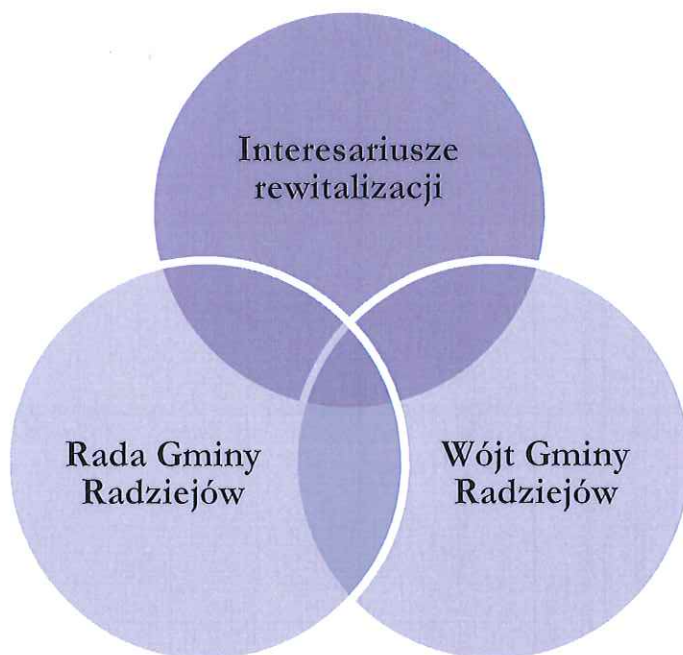 Interesariusze
rewitalizacji
Rada Gminy
Radziejów
Wójt Gminy
Radziejów